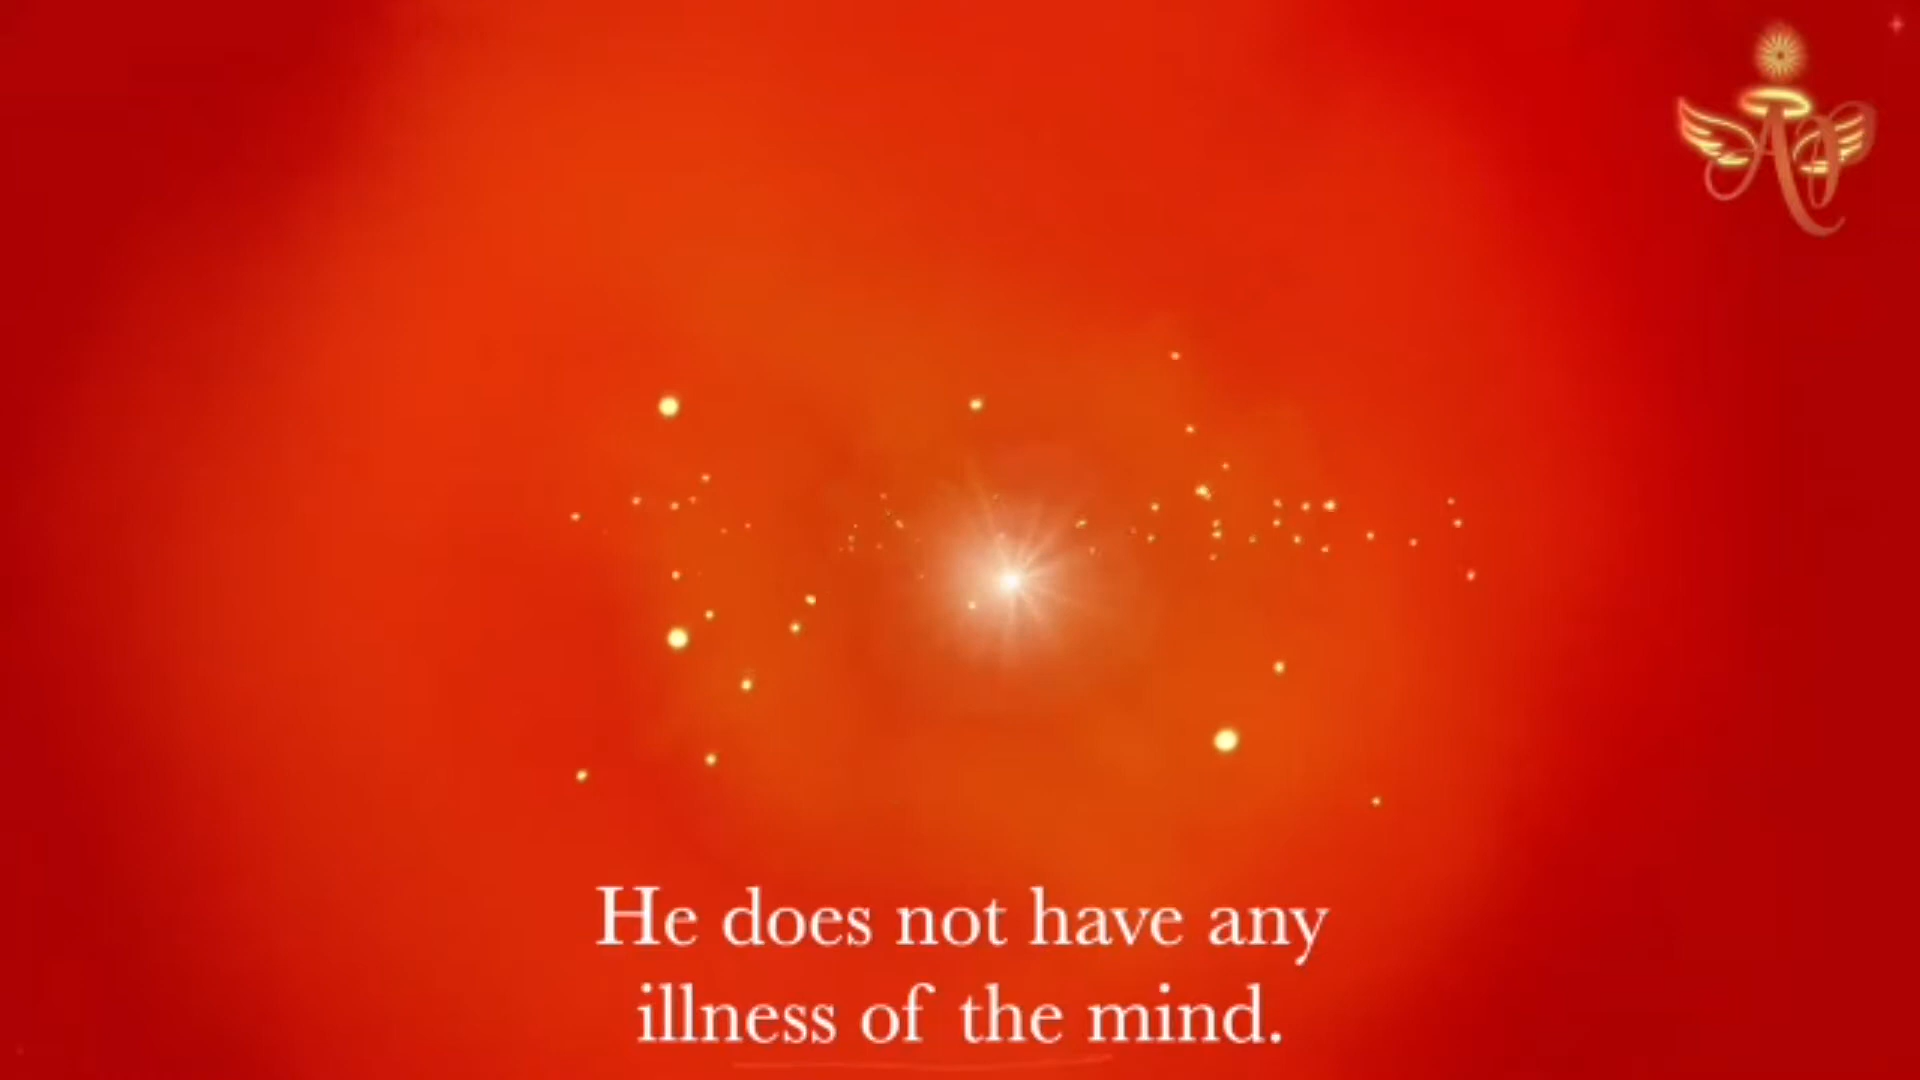 He does not have any
illness of the mind.